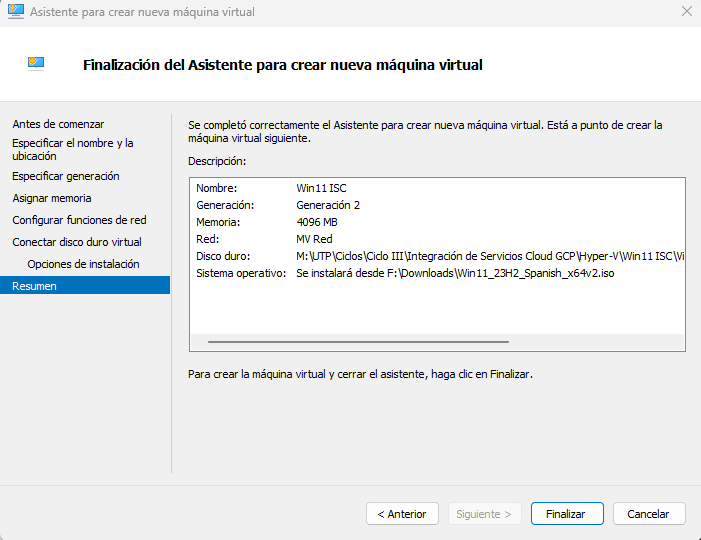 Asistente para crear nueva máquina virtual
Finalización del Asistente para crear nueva máquina virtual
Antes de comenzar
Especificar el nombre y la
ubicación
Especificar generación
Asignar memoria
Configurar funciones de red
Conectar disco duro virtual
Opciones de instalación
Resumen
Se completó correctamente el Asistente para crear nueva máquina virtual. Está a punto de crear la
máquina virtual siguiente.
Descripción:
Nombre: Win11 ISC
Generación: Generación 2
Memoria: 4096 MB
Red: MV Red
Disco duro: M:\UTP\Ciclos\Ciclo III\Integración de Servicios Cloud GCP\Hyper-V\Win11 ISC\Vi
Sistema operativo: Se instalará desde F:\Downloads\Win11_23H2_Spanish_x64v2.iso
Para crear la máquina virtual y cerrar el asistente, haga clic en Finalizar.
< Anterior
Siguiente >
Finalizar
Cancelar